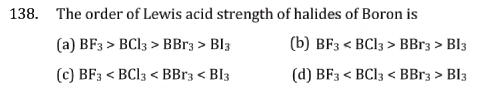 138. The order of Lewis acid strength of halides of Boron is
(a) BF₃ > BCl₃ > BBr₃ > BI₃ (b) BF₃ < BCl₃ > BBr₃ > BI₃
(c) BF₃ < BCl₃ < BBr₃ < BI₃ (d) BF₃ < BCl₃ < BBr₃ > BI₃